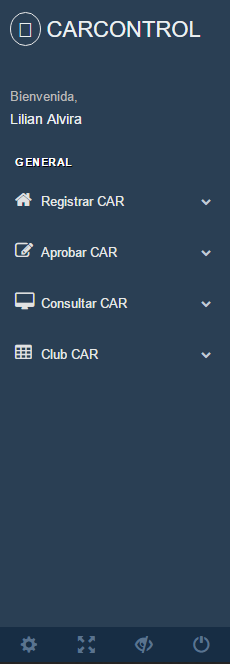 CARCONTROL
Bienvenida,
Lilian Alvira
GENERAL
Registrar CAR
Aprobar CAR
Consultar CAR
Club CAR